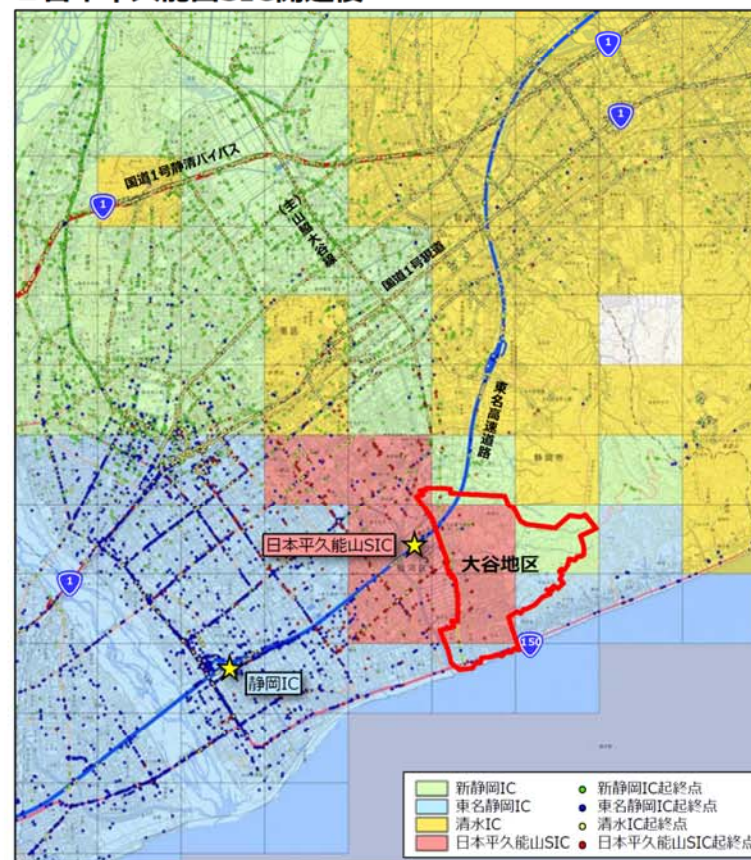 日本平久能山SIC開通後
1
1
国道1号静清バイパス
1
(主)山脇大谷線
国道1号現道
東名高速道路
静岡市
日本平久能山SIC
大谷地区
1
150
静岡IC
新静岡IC
新静岡IC起終点
東名静岡IC
東名静岡IC起終点
清水IC
清水IC起終点
日本平久能山SIC
日本平久能山SIC起終点